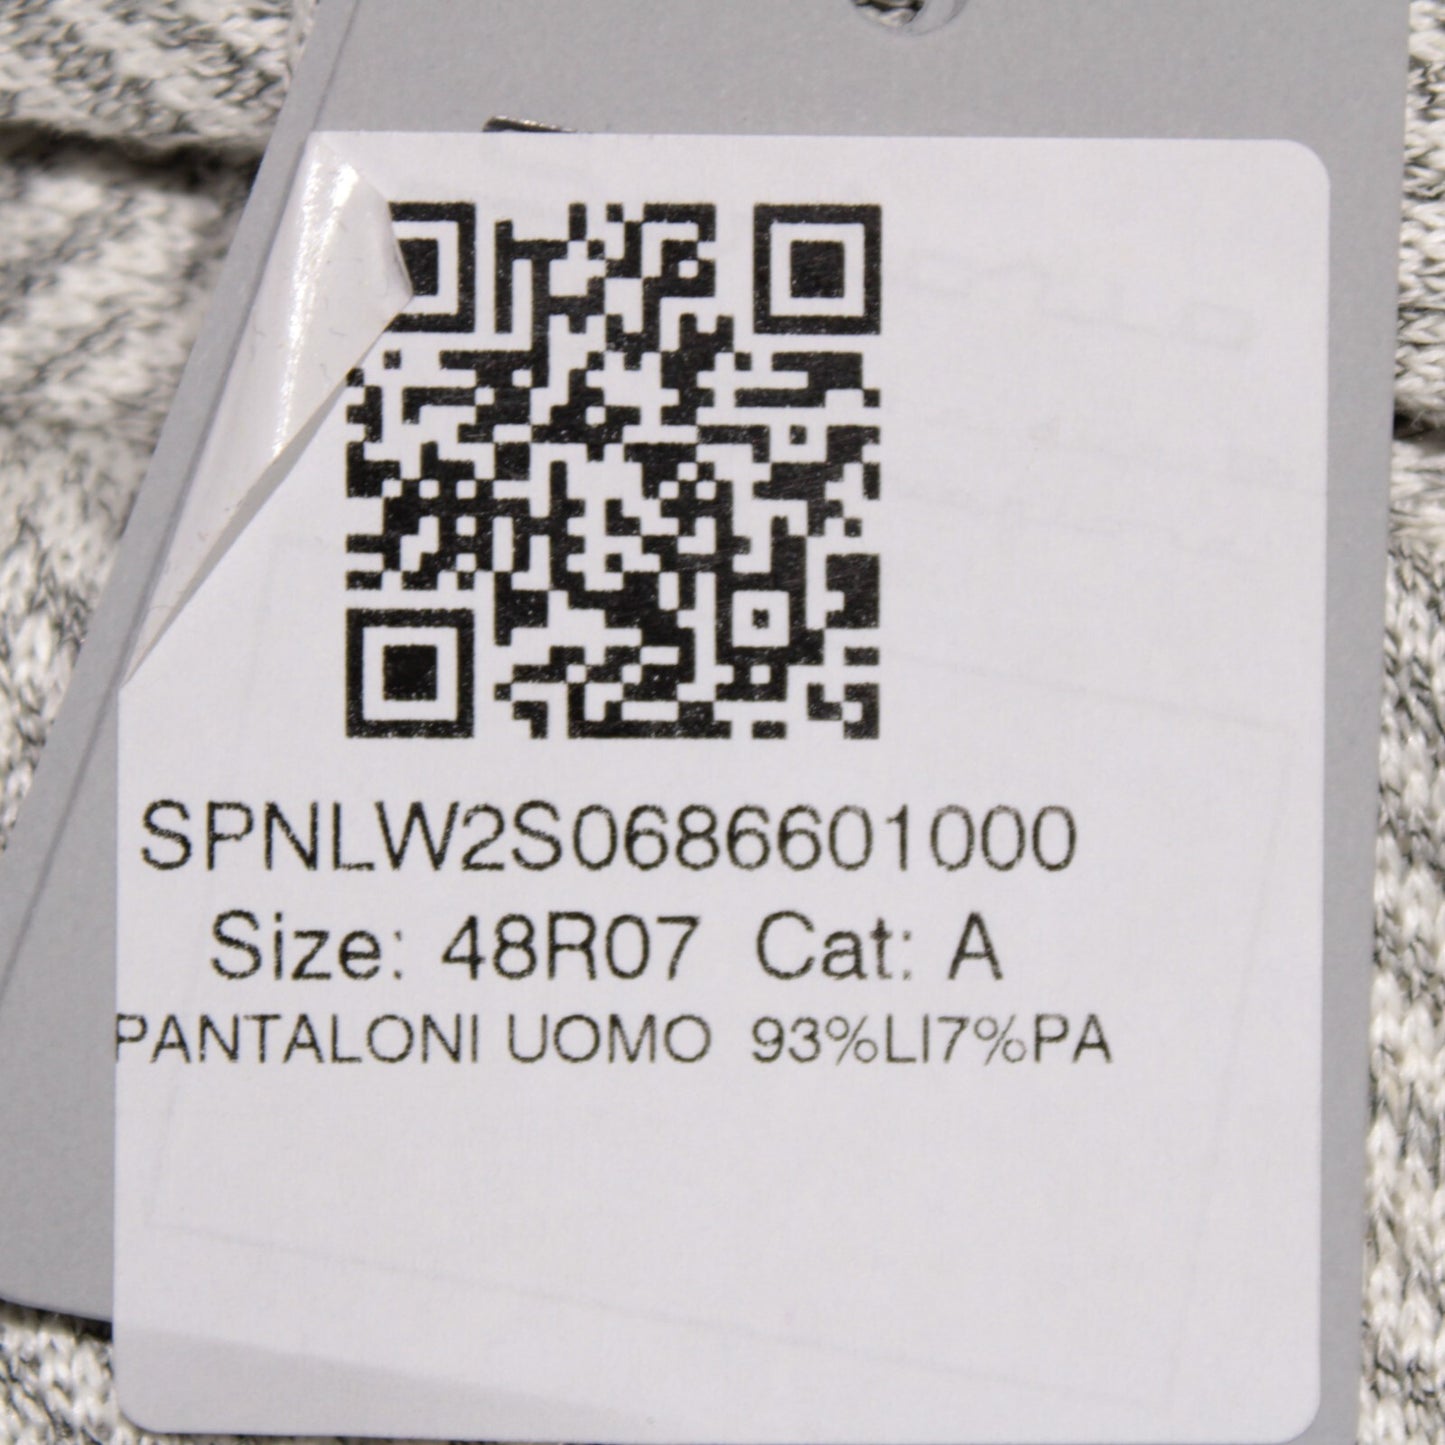 SPNLW2S0686601000
Size: 48R07 Cat: A
PANTALONI UOMO 93%LI7%PA